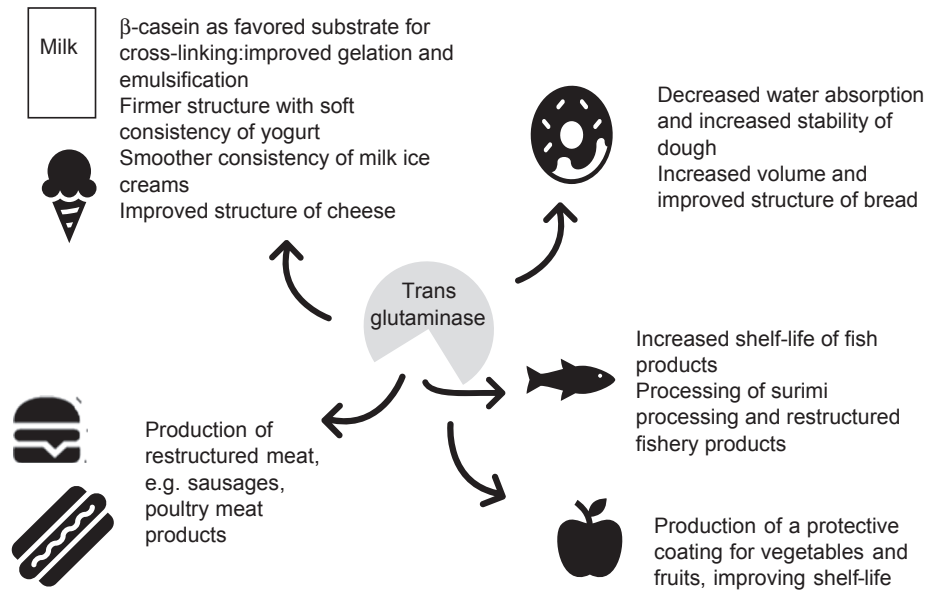 Milk
β-casein as favored substrate for
cross-linking:improved gelation and
emulsification
Firmer structure with soft
consistency of yogurt
Smoother consistency of milk ice
creams
Improved structure of cheese
Decreased water absorption
and increased stability of
dough
Increased volume and
improved structure of bread
Trans
glutaminase
Increased shelf-life of fish
products
Processing of surimi
processing and restructured
fishery products
Production of
restructured meat,
e.g. sausages,
poultry meat
products
Production of a protective
coating for vegetables and
fruits, improving shelf-life